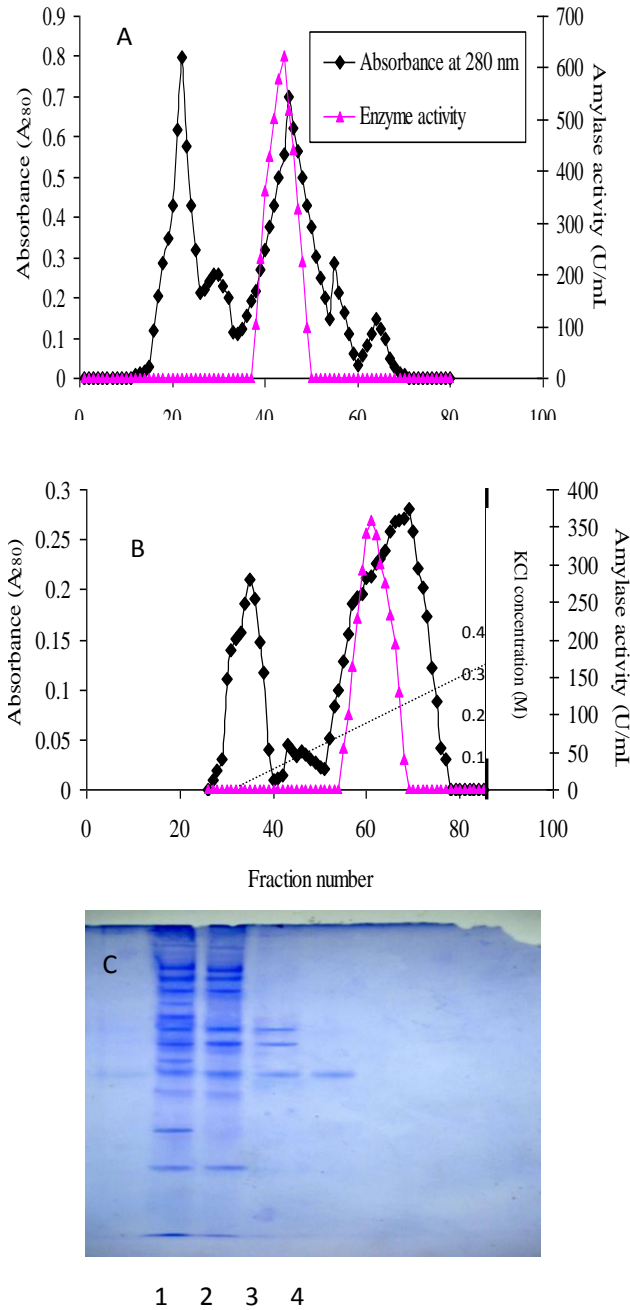 A
Absorbance at 280 nm
Enzyme activity
Absorbance (A280)
0.9
0.8
0.7
0.6
0.5
0.4
0.3
0.2
0.1
0
700
600
500
400
300
200
100
0
Amylase activity (U/mL)
0 20 40 60 80 100
B
Absorbance (A280)
0.3
0.25
0.2
0.15
0.1
0.05
0
0.4
0.3
0.2
0.1
KCl concentration (M)
400
350
300
250
200
150
100
50
0
Amylase activity (U/mL)
0 20 40 60 80 100
Fraction number
C
1 2 3 4